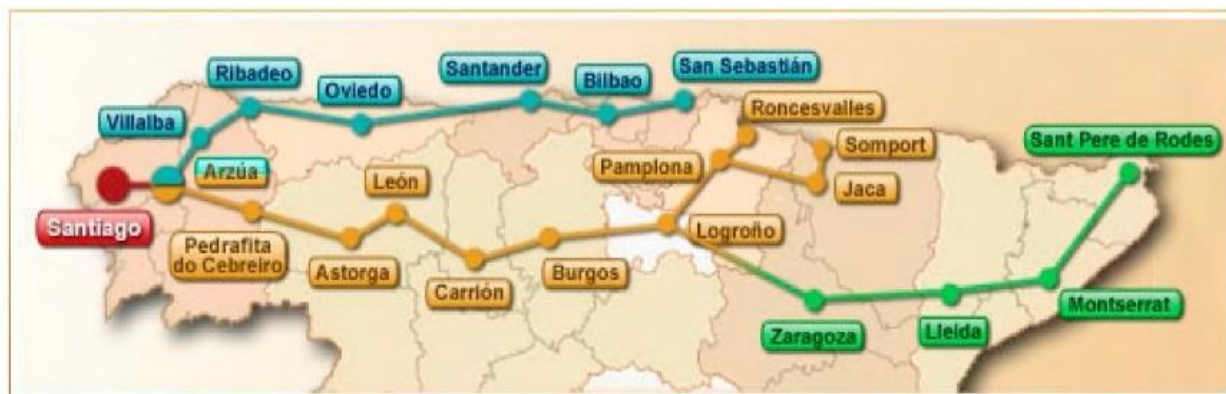 Ribadeo
Oviedo
Santander
Bilbao
San Sebastián
Villalba
Arzúa
Santiago
Roncesvalles
Somport
Pamplona
Jaca
Sant Pere de Rodes
León
Logroño
Pedrafita
do Cebreiro
Astorga
Carrión
Burgos
Zaragoza
Lleida
Montserrat